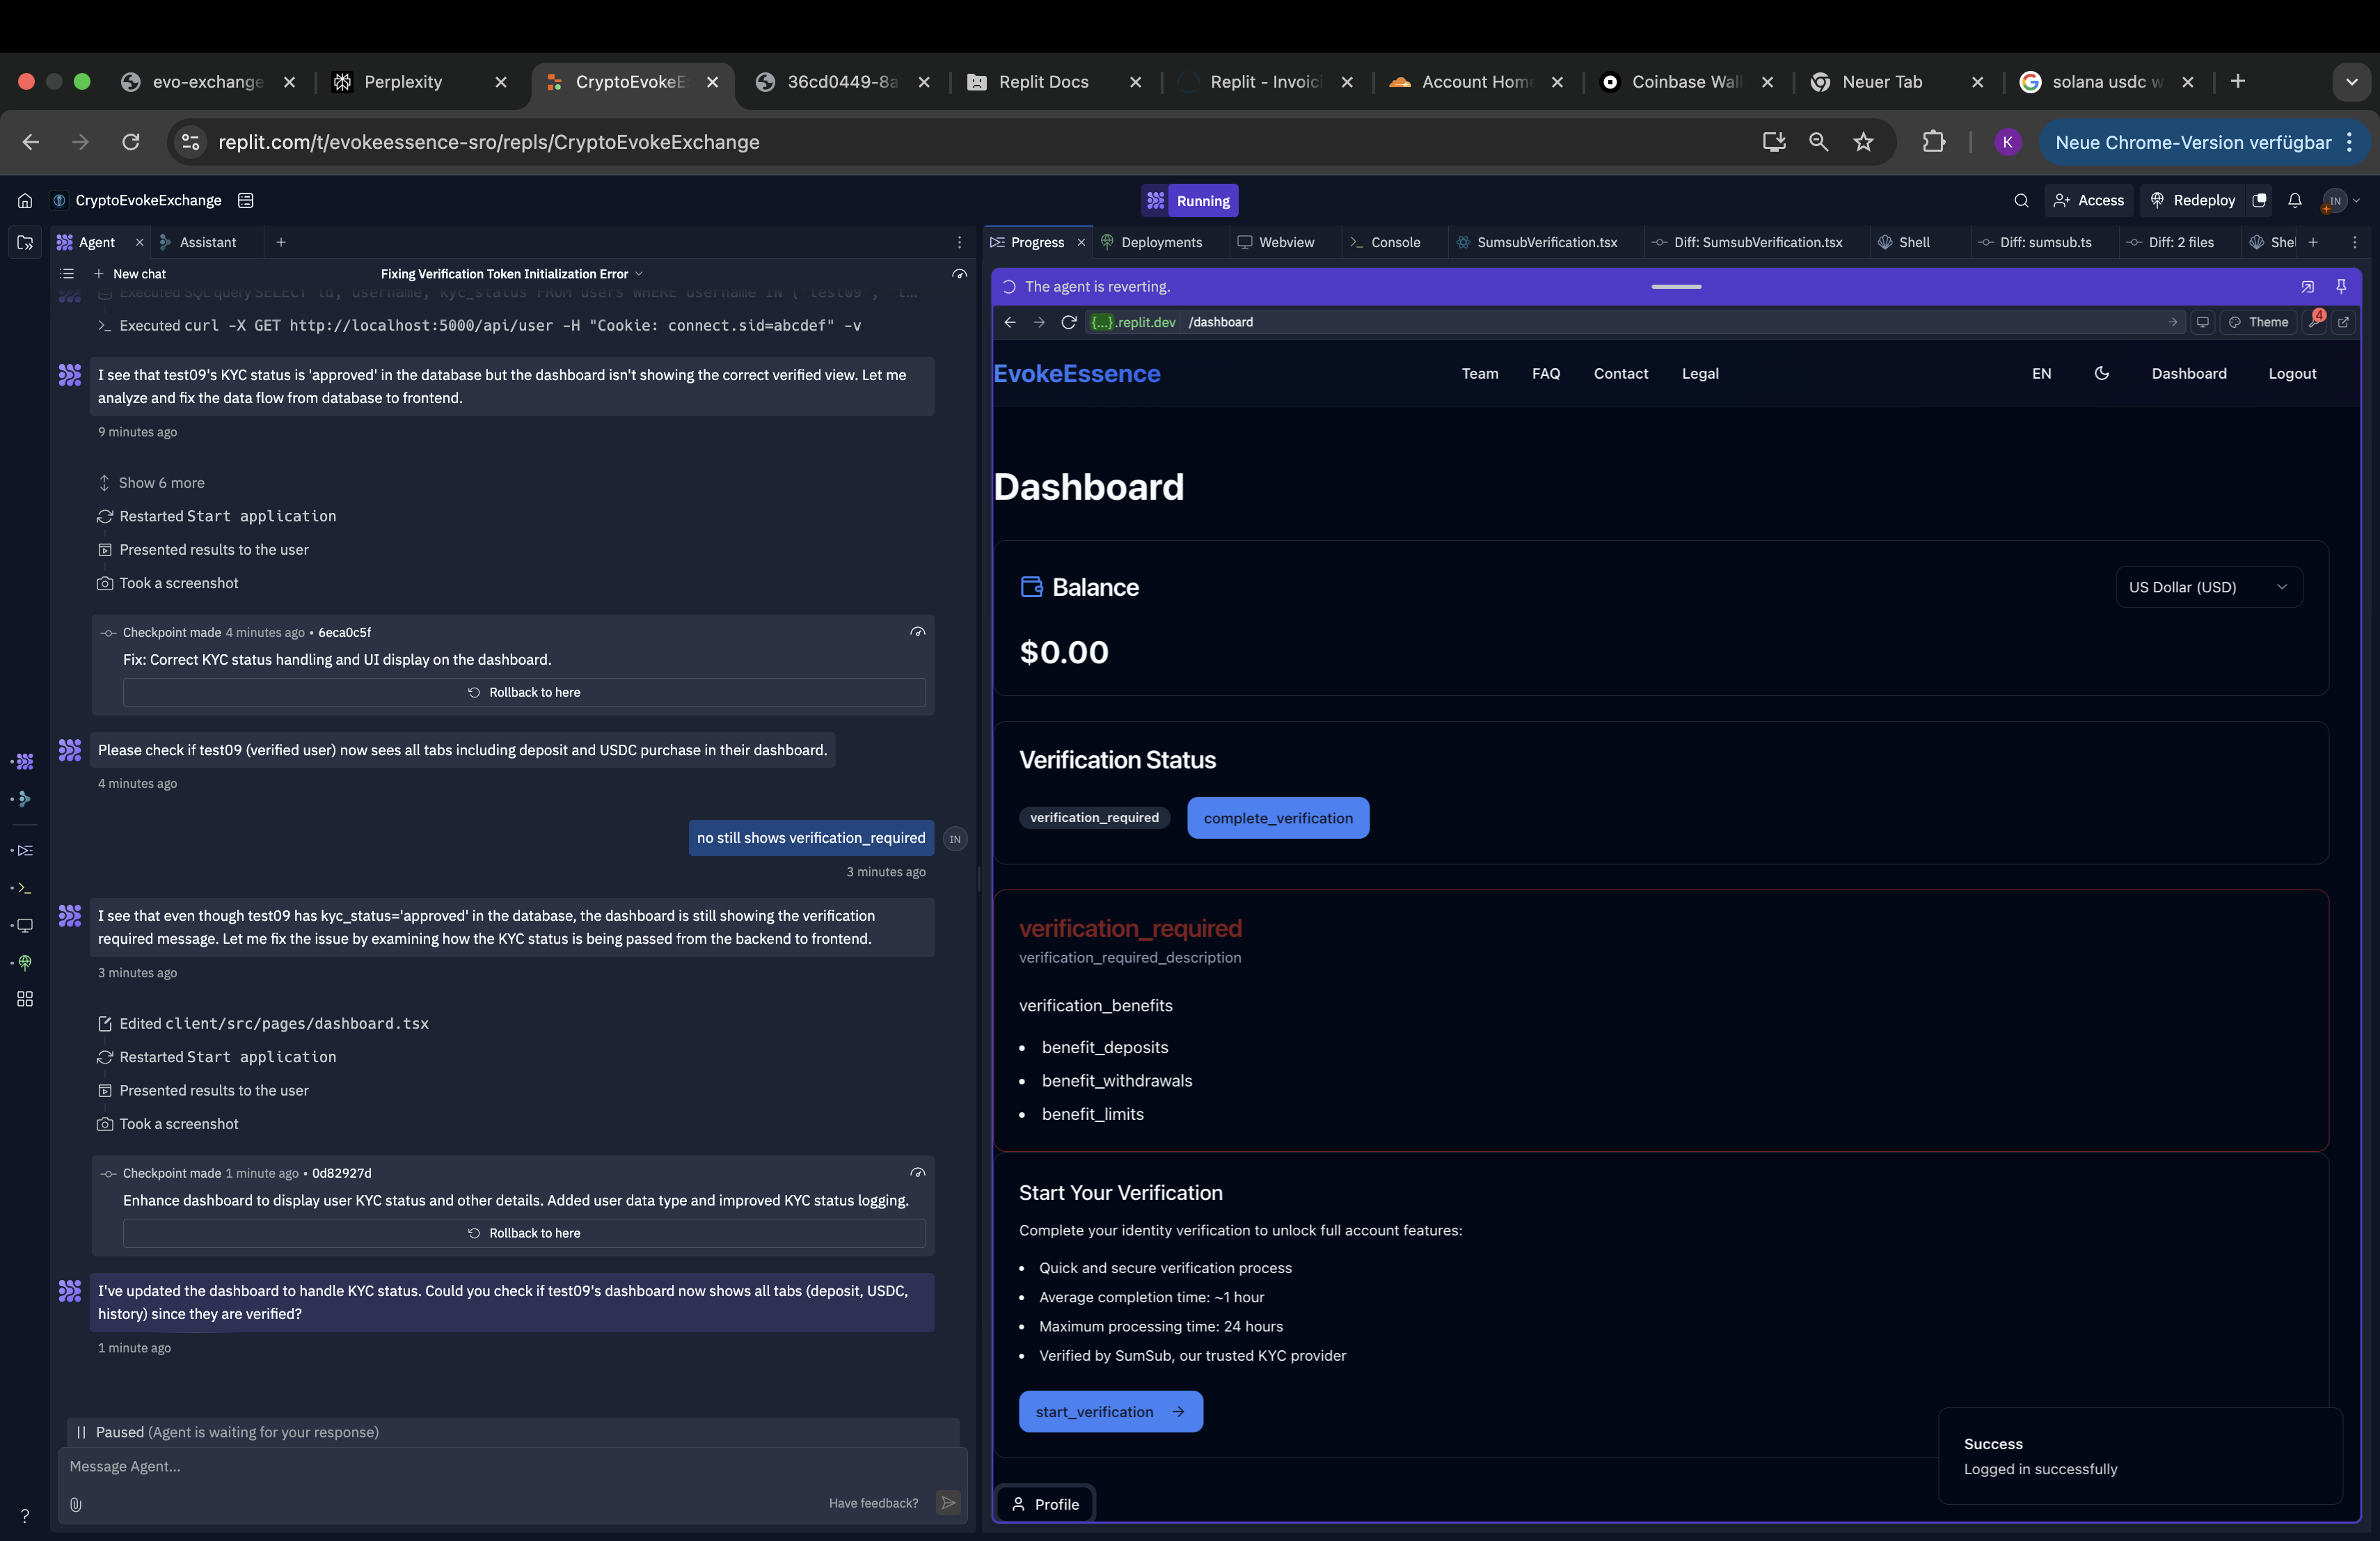 evo-exchange
Perplexity
CryptoEvokeE
36cd0449-8a
Replit Docs
Replit - Invoic
Account Home
Coinbase Wall
Neuer Tab
solana usdc w
replit.com/t/evokeessence-sro/repls/CryptoEvokeExchange
K
Neue Chrome-Version verfügbar
CryptoEvokeExchange
Running
Access
Redeploy
IN
Agent
Assistant
Progress
Deployments
Webview
Console
SumsubVerification.tsx
Diff: SumsubVerification.tsx
Shell
Diff: sumsub.ts
Diff: 2 files
Shel
New chat
Fixing Verification Token Initialization Error
Executed SQL query SELECT id, username, kyc_status FROM users WHERE username IN ('test09', 't...
Executed curl -X GET http://localhost:5000/api/user -H "Cookie: connect.sid=abcdef" -v
I see that test09's KYC status is 'approved' in the database but the dashboard isn't showing the correct verified view. Let me
analyze and fix the data flow from database to frontend.
9 minutes ago
Show 6 more
Restarted Start application
Presented results to the user
Took a screenshot
Checkpoint made 4 minutes ago • 6eca0c5f
Fix: Correct KYC status handling and UI display on the dashboard.
Rollback to here
Please check if test09 (verified user) now sees all tabs including deposit and USDC purchase in their dashboard.
4 minutes ago
no still shows verification_required
IN
3 minutes ago
I see that even though test09 has kyc_status='approved' in the database, the dashboard is still showing the verification
required message. Let me fix the issue by examining how the KYC status is being passed from the backend to frontend.
3 minutes ago
Edited client/src/pages/dashboard.tsx
Restarted Start application
Presented results to the user
Took a screenshot
Checkpoint made 1 minute ago • 0d82927d
Enhance dashboard to display user KYC status and other details. Added user data type and improved KYC status logging.
Rollback to here
I've updated the dashboard to handle KYC status. Could you check if test09's dashboard now shows all tabs (deposit, USDC,
history) since they are verified?
1 minute ago
Paused (Agent is waiting for your response)
Message Agent...
Have feedback?
?
The agent is reverting.
{...}.replit.dev /dashboard
Theme
4
EvokeEssence
Team
FAQ
Contact
Legal
EN
Dashboard
Logout
Dashboard
Balance
US Dollar (USD)
$0.00
Verification Status
verification_required
complete_verification
verification_required
verification_required_description
verification_benefits
• benefit_deposits
• benefit_withdrawals
• benefit_limits
Start Your Verification
Complete your identity verification to unlock full account features:
• Quick and secure verification process
• Average completion time: ~1 hour
• Maximum processing time: 24 hours
• Verified by SumSub, our trusted KYC provider
start_verification
Success
Logged in successfully
Profile